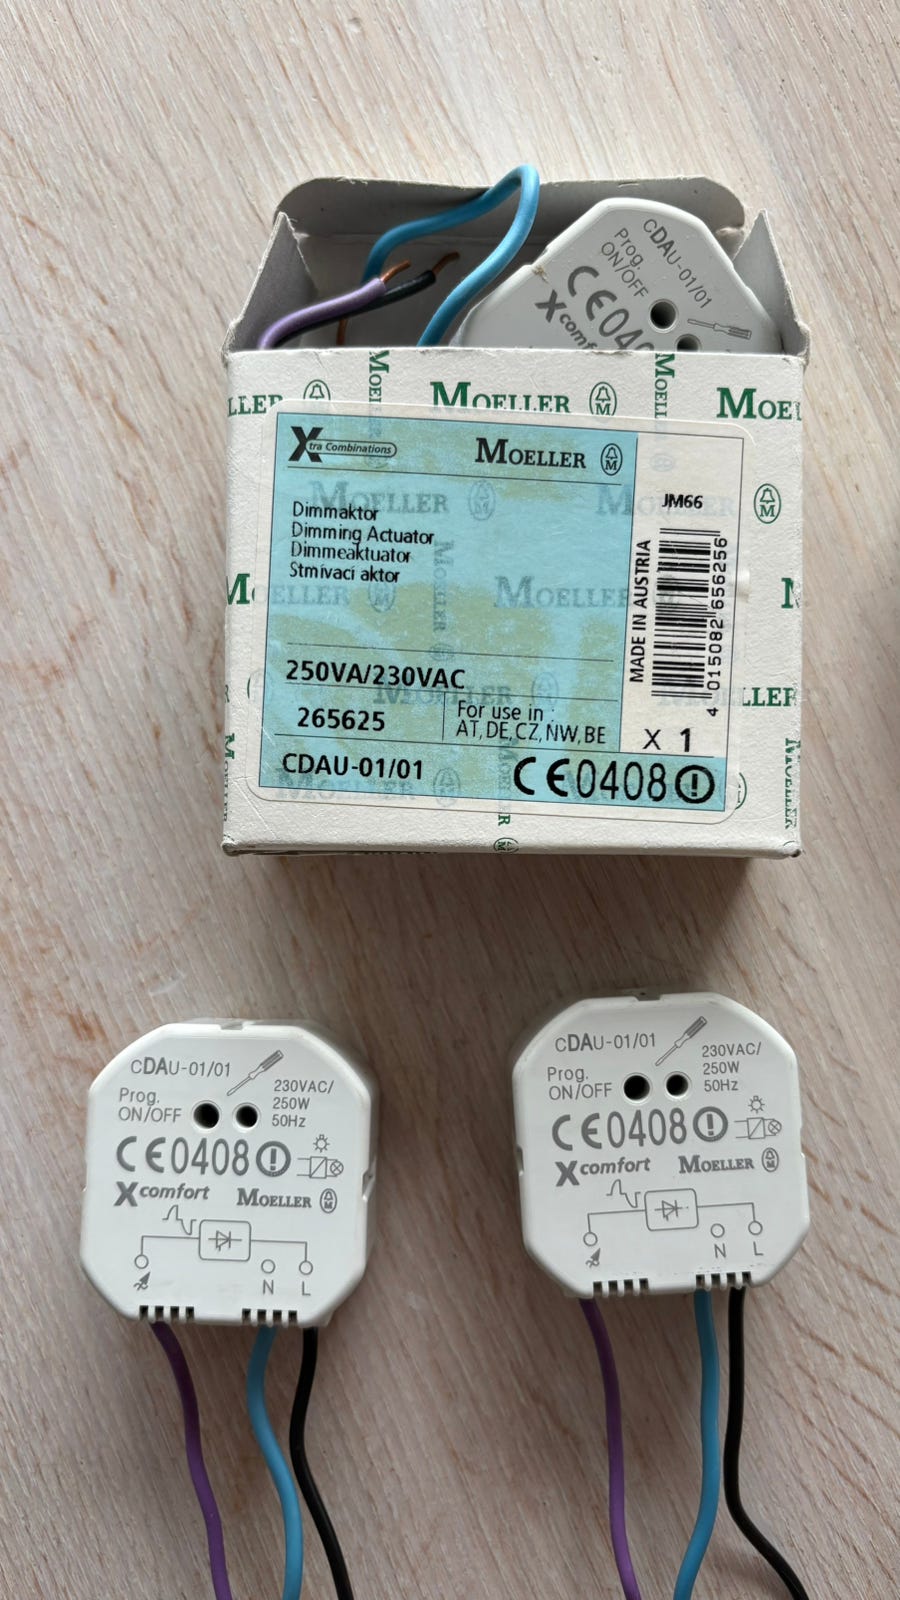 CDAU-01/01
Prog.
ON/OFF
CE04
Xcomf
MOELLER
MOELLER
Xtra Combinations
MOELLER
JM66
Dimmaktor
Dimming Actuator
Dimmeaktuator
Stmívací aktor
MADE IN AUSTRIA
4 015082 656256
250VA/230VAC
265625
For use in :
AT,DE,CZ,NW,BE
X 1
CDAU-01/01
CE0408
CDAU-01/01
Prog.
ON/OFF
230VAC/
250W
50Hz
CE0408
Xcomfort MOELLER
N L
CDAU-01/01
Prog.
ON/OFF
230VAC/
250W
50Hz
CE0408
Xcomfort MOELLER
N L